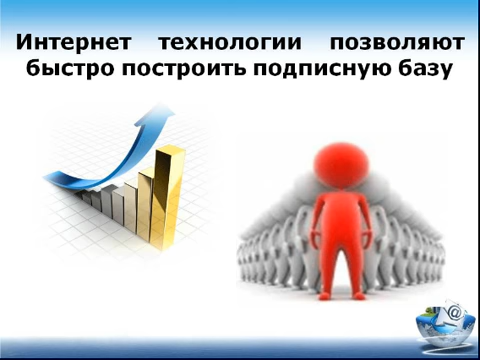 Интернет технологии позволяют
быстро построить подписную базу
@